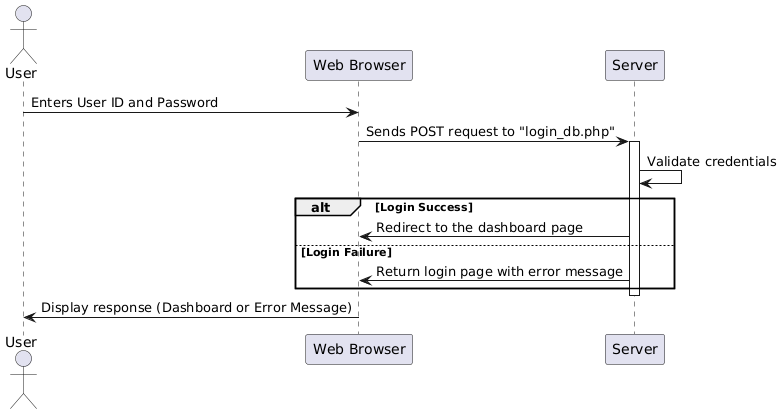 User
Web Browser
Server
Enters User ID and Password
Sends POST request to "login_db.php"
Validate credentials
alt
[Login Success]
Redirect to the dashboard page
[Login Failure]
Return login page with error message
Display response (Dashboard or Error Message)
User
Web Browser
Server